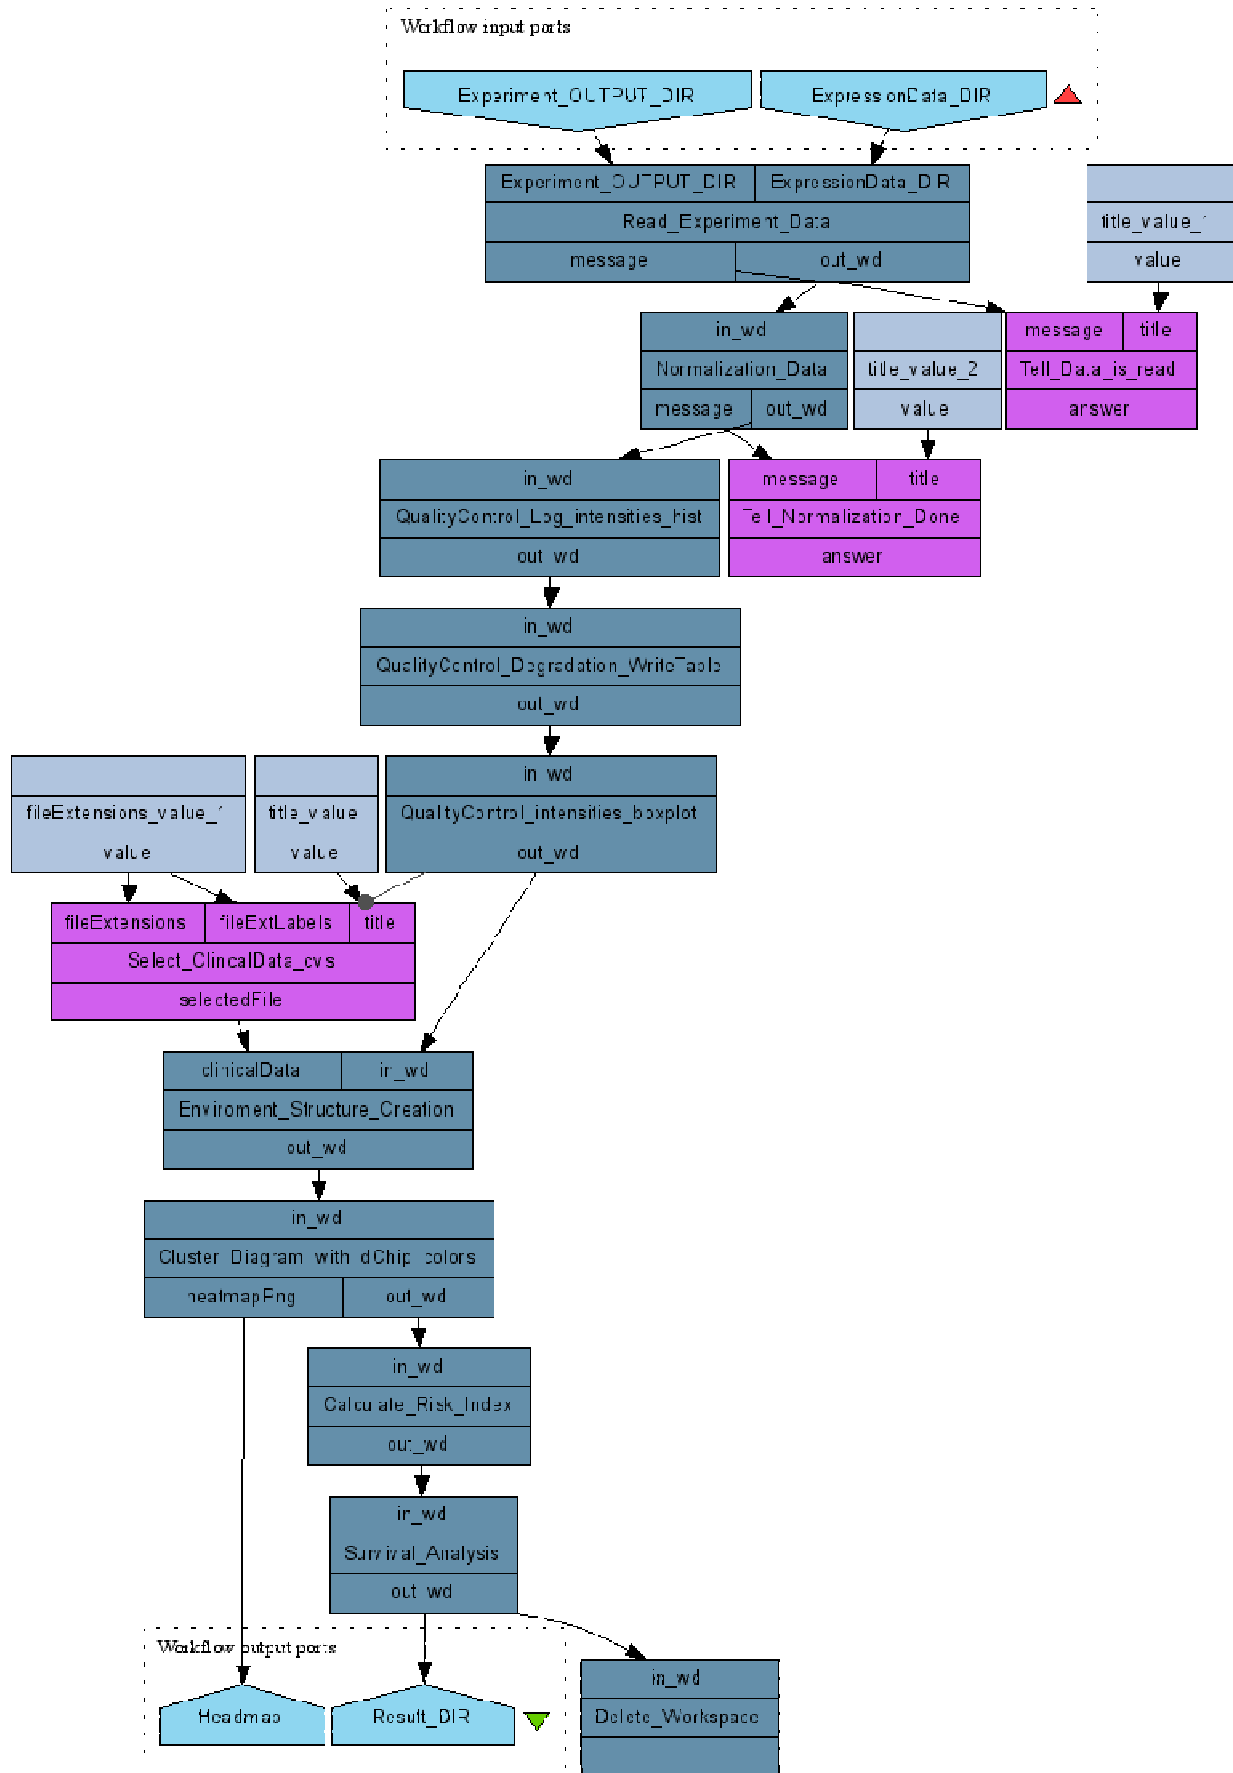 Workflow input ports
Experiment_OUTPUT_DIR
ExpressionData_DIR
Experiment_OUTPUT_DIR
ExpressionData_DIR
Read_Experiment_Data
title_value_1
message
out_wd
value
in_wd
message
title
Normalization_Data
title_value_2
Tell_Data_is_read
message
out_wd
value
answer
in_wd
message
title
QualityControl_Log_intensities_hist
Tell_Normalization_Done
out_wd
answer
in_wd
QualityControl_Degradation_WriteTable
out_wd
in_wd
fileExtensions_value_1
title_value
QualityControl_intensities_boxplot
value
value
out_wd
fileExtensions
fileExtLabels
title
Select_ClincalData_cvs
selectedFile
clinicalData
in_wd
Enviroment_Structure_Creation
out_wd
in_wd
Cluster_Diagram_with_dChip_colors
heatmapPng
out_wd
in_wd
Calculate_Risk_Index
out_wd
in_wd
Survival_Analysis
out_wd
Workflow output ports
in_wd
Headmap
Result_DIR
Delete_Workspace